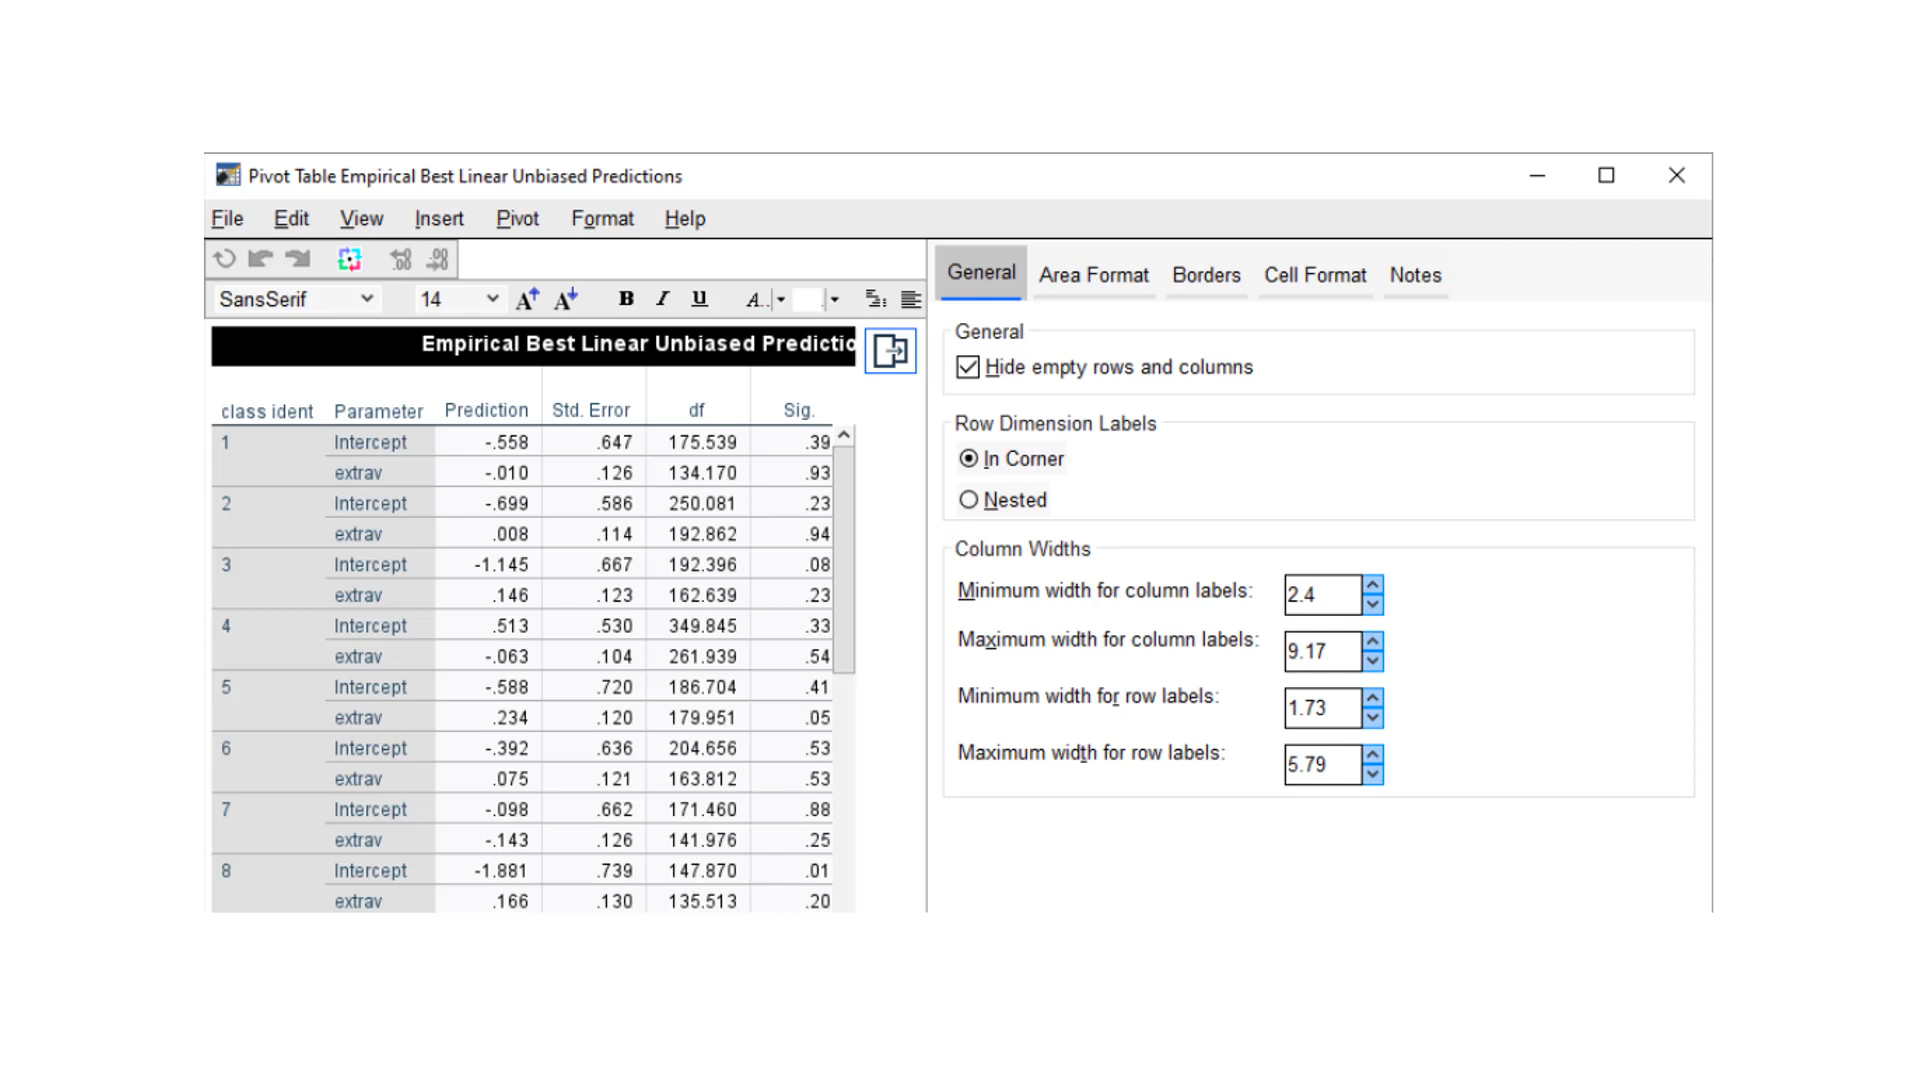 Pivot Table Empirical Best Linear Unbiased Predictions
File Edit View Insert Pivot Format Help
SansSerif 14 A A B I U A..
Empirical Best Linear Unbiased Predictio
class ident Parameter Prediction Std. Error df Sig.
1 Intercept -.558 .647 175.539 .39
extrav -.010 .126 134.170 .93
2 Intercept -.699 .586 250.081 .23
extrav .008 .114 192.862 .94
3 Intercept -1.145 .667 192.396 .08
extrav .146 .123 162.639 .23
4 Intercept .513 .530 349.845 .33
extrav -.063 .104 261.939 .54
5 Intercept -.588 .720 186.704 .41
extrav .234 .120 179.951 .05
6 Intercept -.392 .636 204.656 .53
extrav .075 .121 163.812 .53
7 Intercept -.098 .662 171.460 .88
extrav -.143 .126 141.976 .25
8 Intercept -1.881 .739 147.870 .01
extrav .166 .130 135.513 .20
General Area Format Borders Cell Format Notes
General
Hide empty rows and columns
Row Dimension Labels
In Corner
Nested
Column Widths
Minimum width for column labels: 2.4
Maximum width for column labels: 9.17
Minimum width for row labels: 1.73
Maximum width for row labels: 5.79